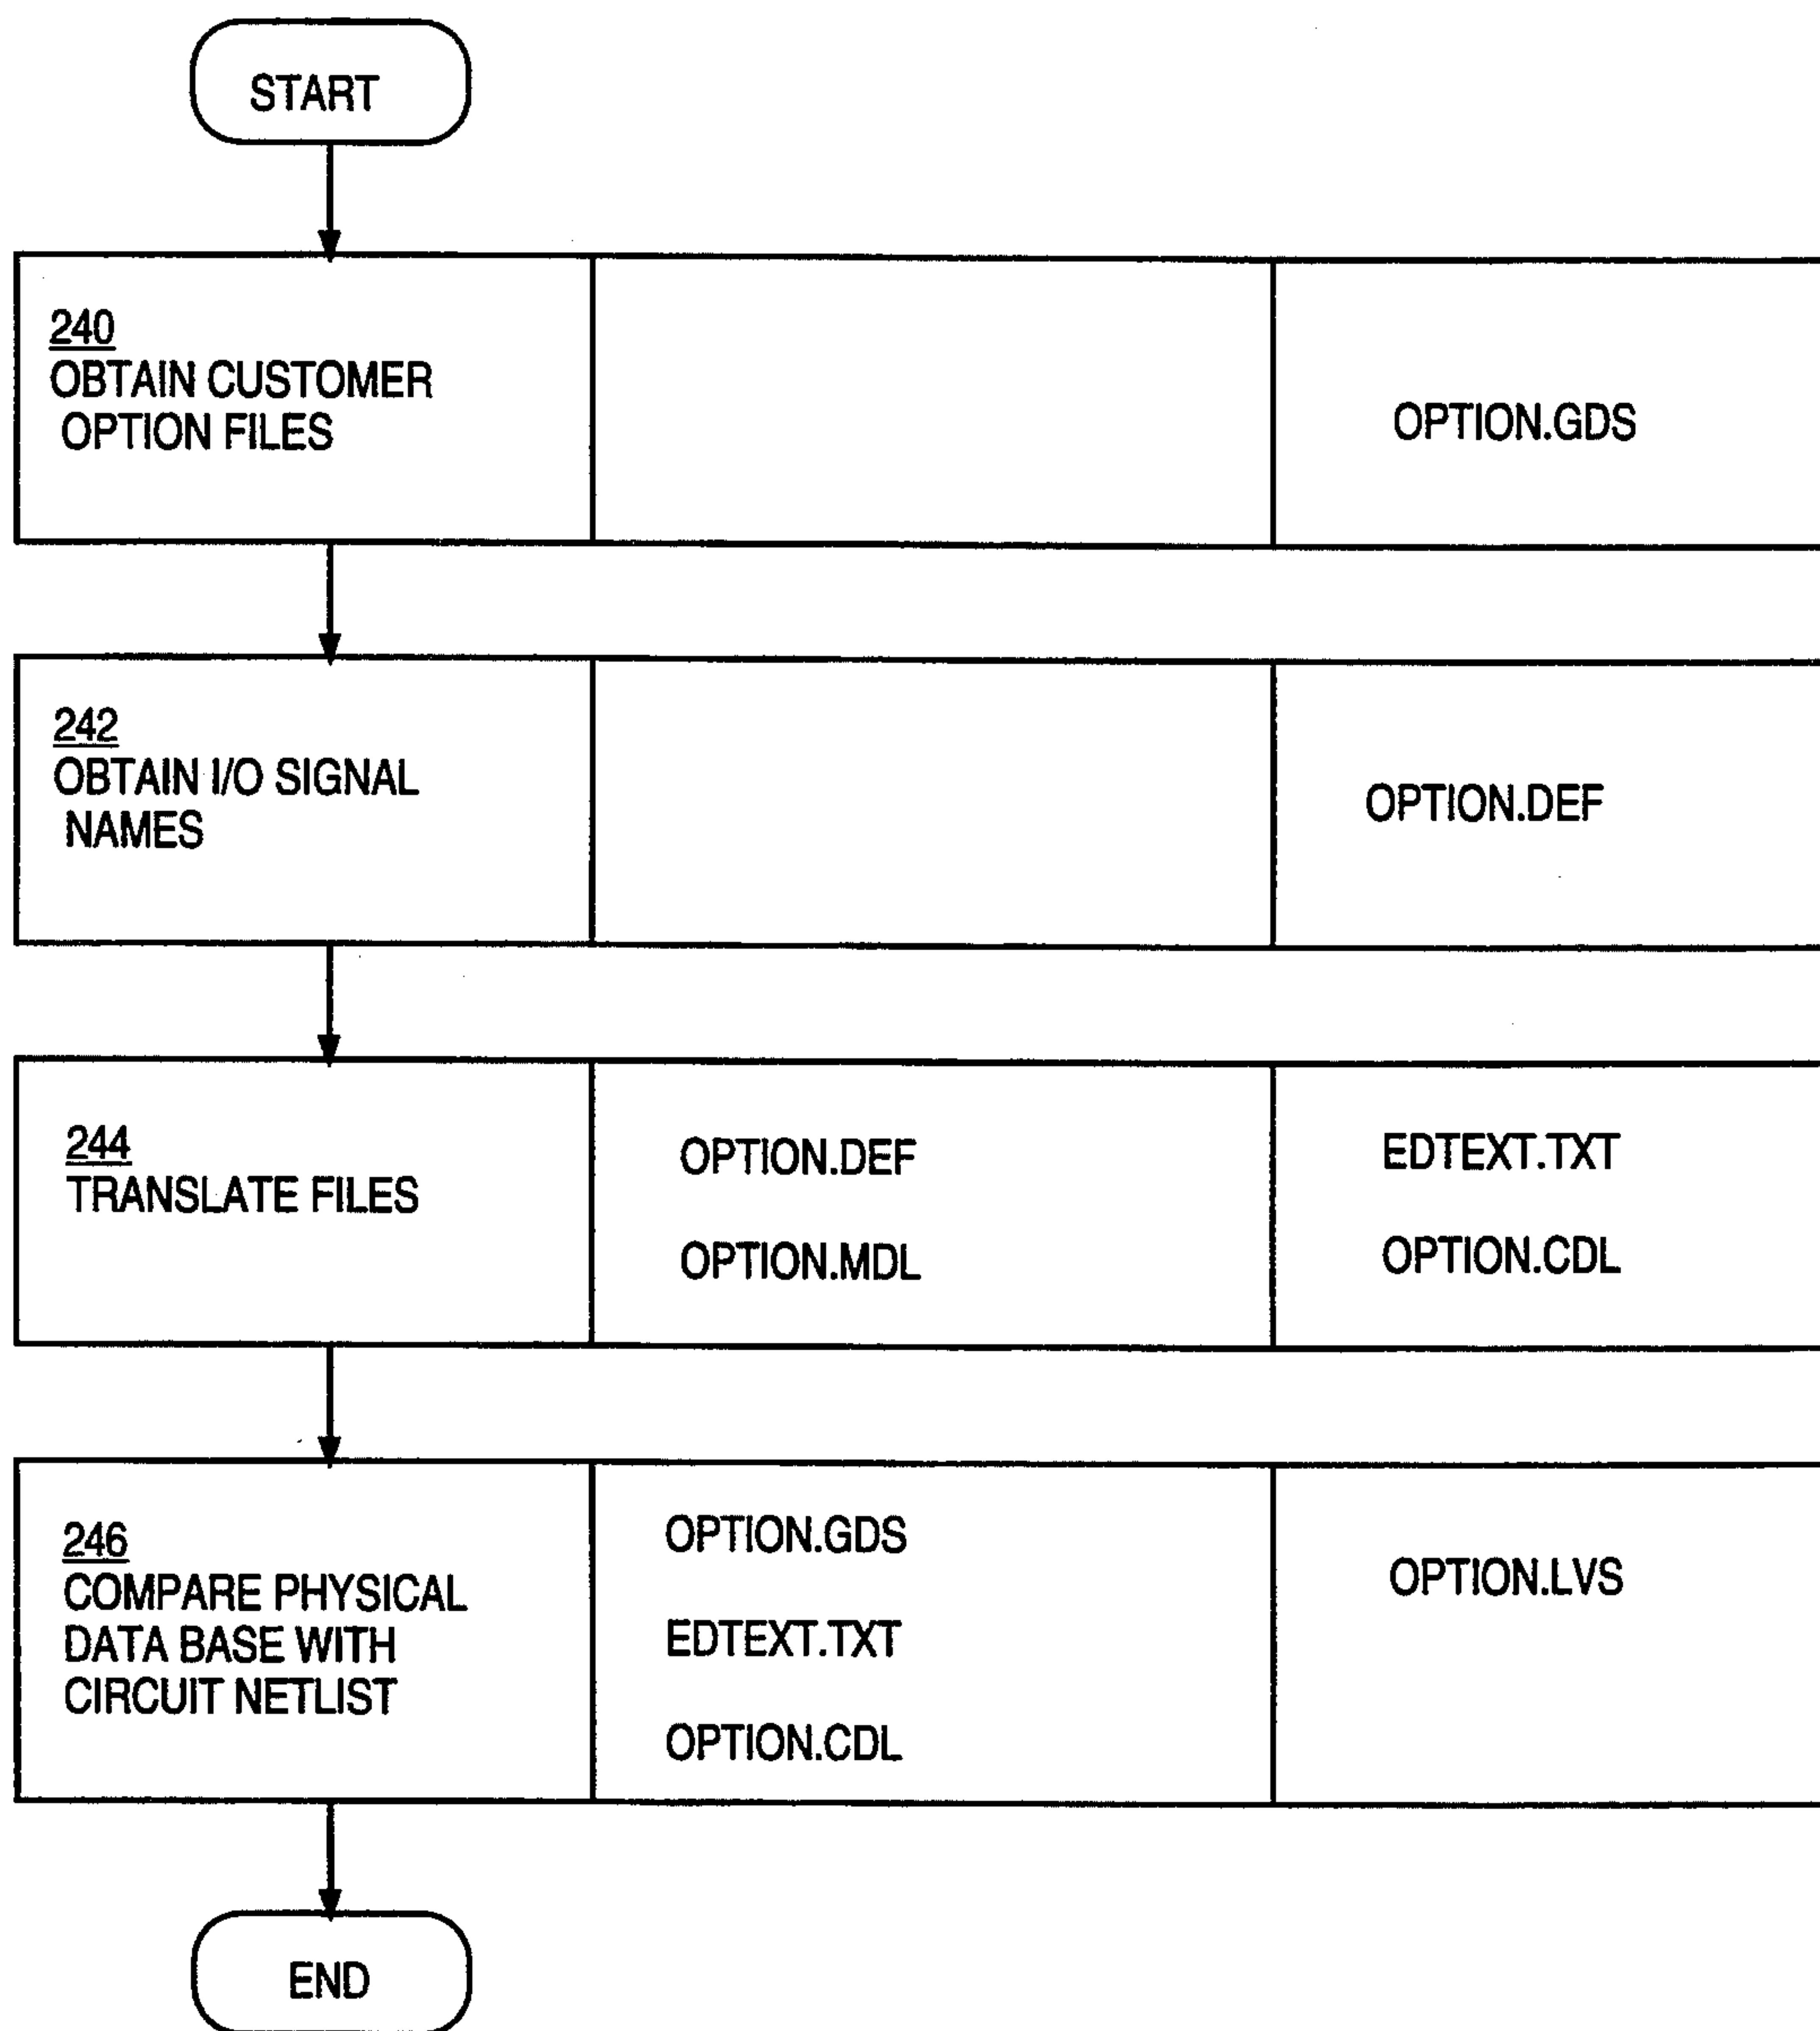 START
240
OBTAIN CUSTOMER
OPTION FILES
OPTION.GDS
242
OBTAIN I/O SIGNAL
NAMES
OPTION.DEF
244
TRANSLATE FILES
OPTION.DEF
OPTION.MDL
EDTEXT.TXT
OPTION.CDL
246
COMPARE PHYSICAL
DATA BASE WITH
CIRCUIT NETLIST
OPTION.GDS
EDTEXT.TXT
OPTION.CDL
OPTION.LVS
END